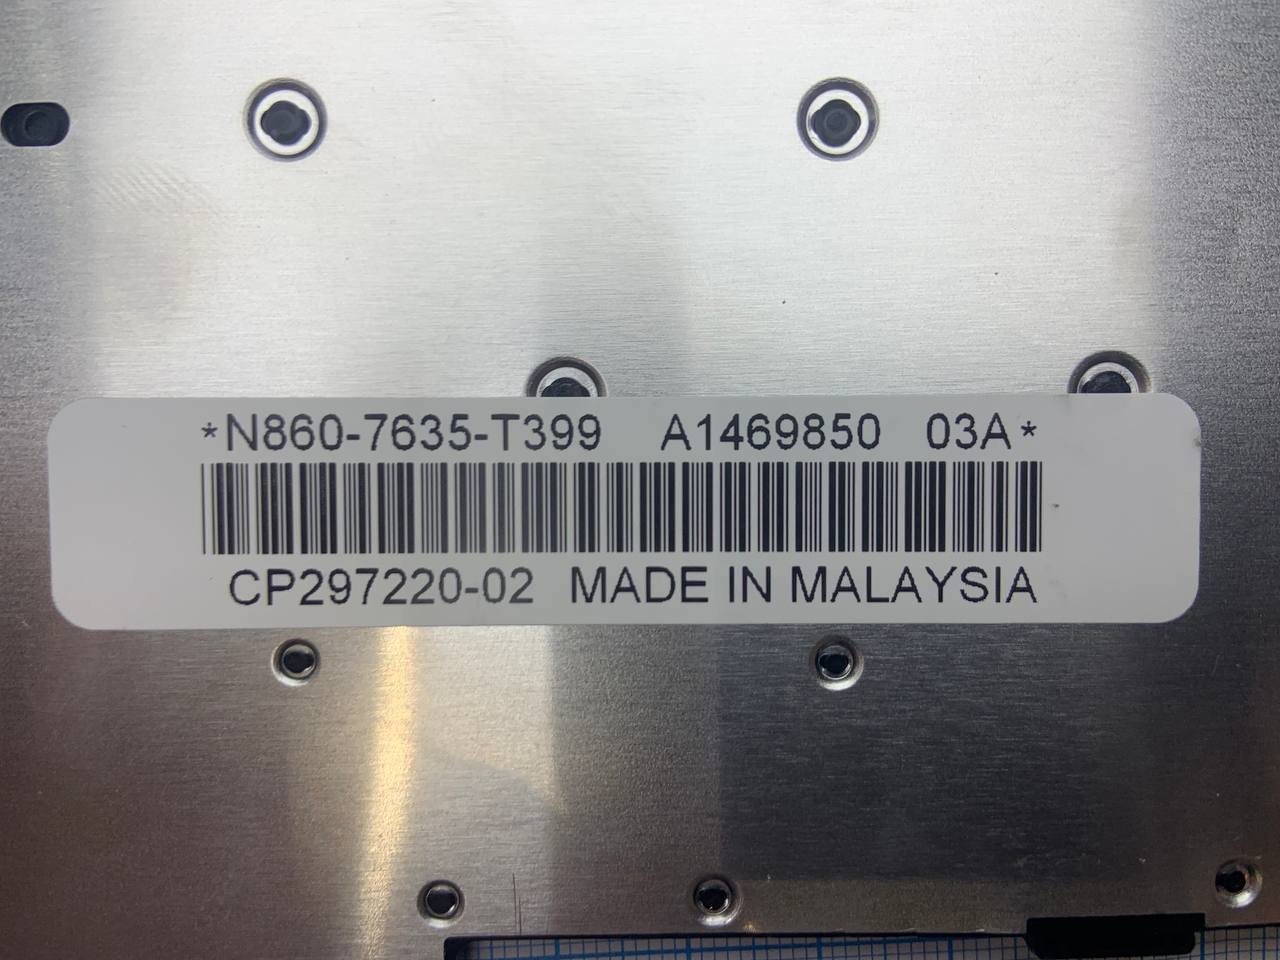 *N860-7635-T399 A1469850 03A*
CP297220-02 MADE IN MALAYSIA